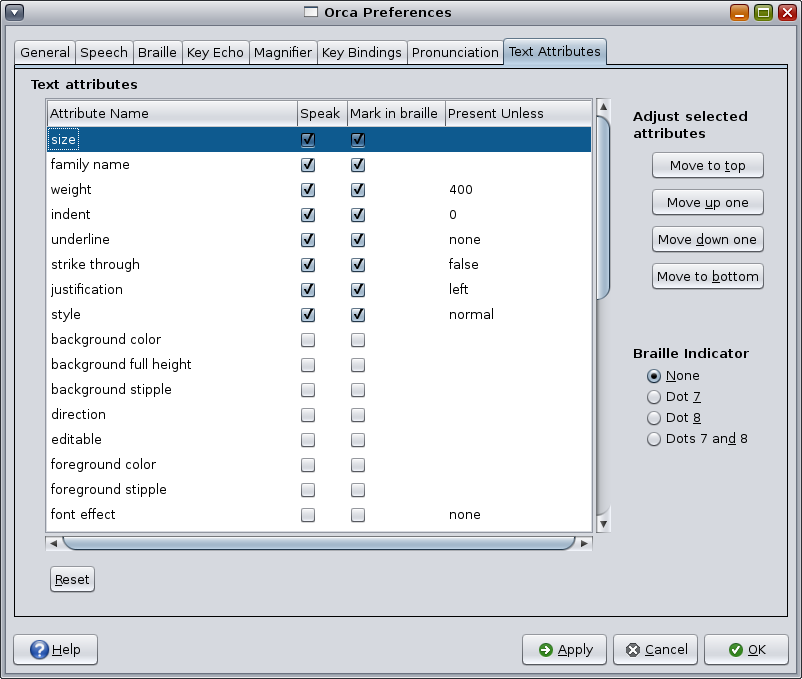 Orca Preferences
General Speech Braille Key Echo Magnifier Key Bindings Pronunciation Text Attributes
Text attributes
Attribute Name Speak Mark in braille Present Unless
size
family name
weight 400
indent 0
underline none
strike through false
justification left
style normal
background color
background full height
background stipple
direction
editable
foreground color
foreground stipple
font effect none
Adjust selected
attributes
Move to top
Move up one
Move down one
Move to bottom
Braille Indicator
None
Dot 7
Dot 8
Dots 7 and 8
Reset
Help Apply Cancel OK